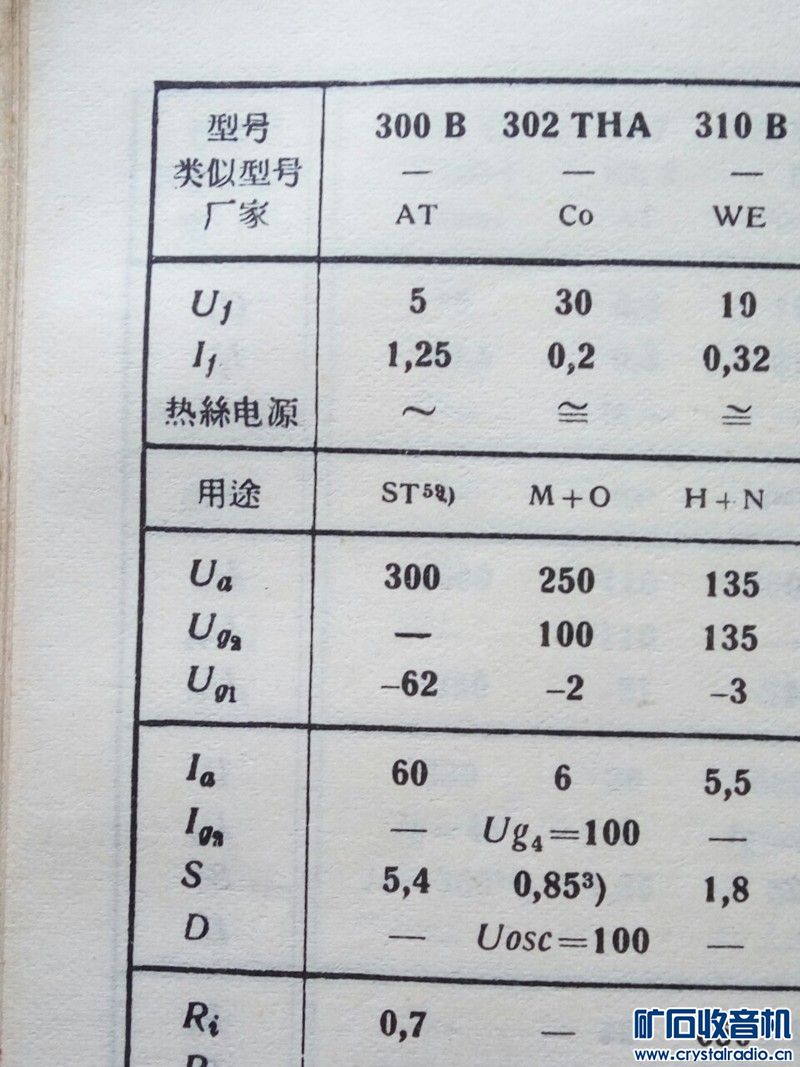 型号 300 B 302 THA 310 B
类似型号 — — —
厂家 AT Co WE
Uf 5 30 10
If 1,25 0,2 0,32
热絲电源 ~ ≅ ≅
用途 ST⁵⁹⁾ M+O H+N
Ua 300 250 135
Ug2 — 100 135
Ug1 –62 –2 –3
Ia 60 6 5,5
Ig2 — Ug₄=100 —
S 5,4 0,85³) 1,8
D — Uosc=100 —
Ri 0,7 —
矿石收音机
www.crystalradio.cn